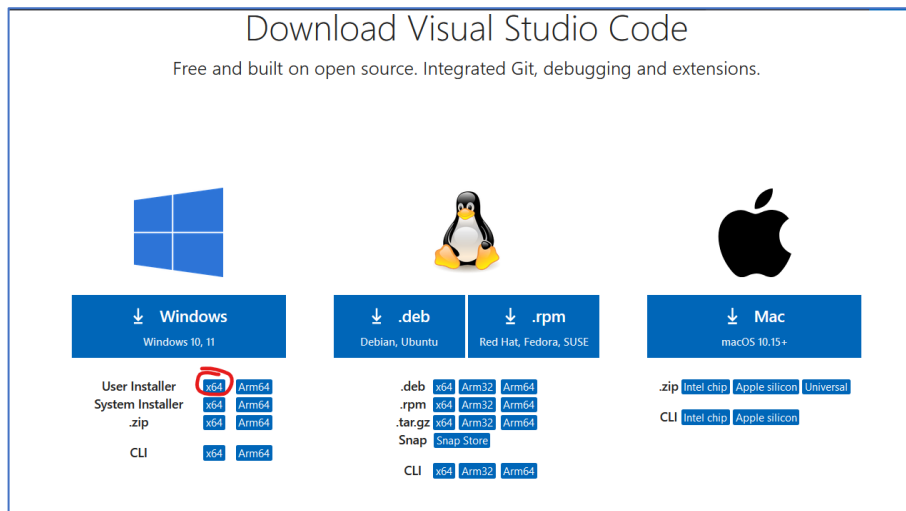 Download Visual Studio Code
Free and built on open source. Integrated Git, debugging and extensions.
Windows
Windows 10, 11
User Installer x64 Arm64
System Installer x64 Arm64
.zip x64 Arm64
CLI x64 Arm64
.deb
Debian, Ubuntu
.rpm
Red Hat, Fedora, SUSE
.deb x64 Arm32 Arm64
.rpm x64 Arm32 Arm64
.tar.gz x64 Arm32 Arm64
Snap Snap Store
CLI x64 Arm32 Arm64
Mac
macOS 10.15+
.zip Intel chip Apple silicon Universal
CLI Intel chip Apple silicon